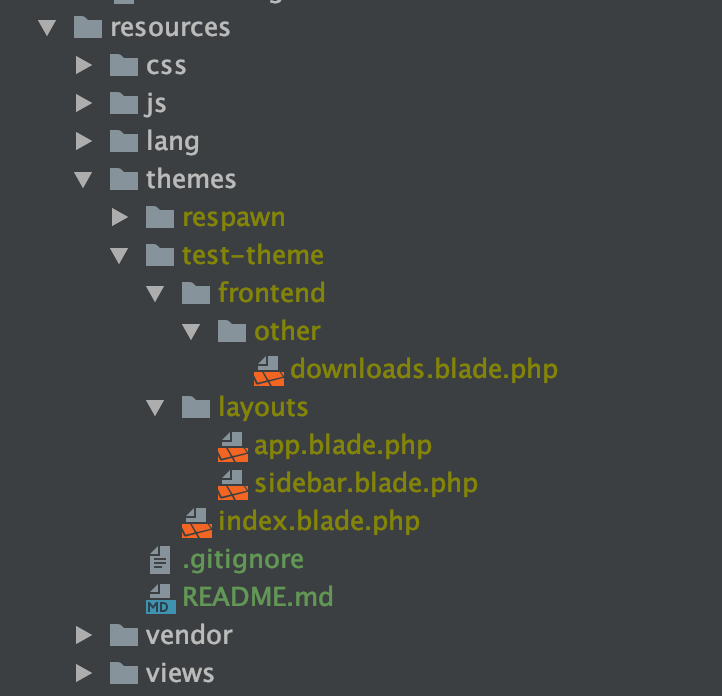 resources
css
js
lang
themes
respawn
test-theme
frontend
other
downloads.blade.php
layouts
app.blade.php
sidebar.blade.php
index.blade.php
.gitignore
MD README.md
vendor
views